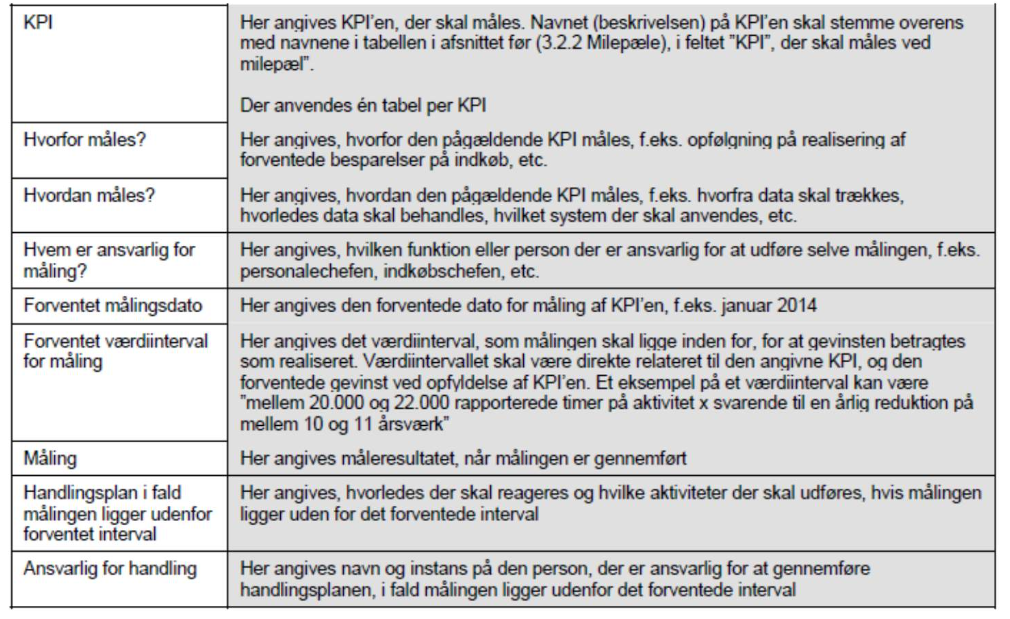 KPI
Her angives KPI'en, der skal måles. Navnet (beskrivelsen) på KPI'en skal stemme overens
med navnene i tabellen i afsnittet før (3.2.2 Milepæle), i feltet "KPI", der skal måles ved
milepæl".
Der anvendes én tabel per KPI
Hvorfor måles?
Her angives, hvorfor den pågældende KPI måles, f.eks. opfølgning på realisering af
forventede besparelser på indkøb, etc.
Hvordan måles?
Her angives, hvordan den pågældende KPI måles, f.eks. hvorfra data skal trækkes,
hvorledes data skal behandles, hvilket system der skal anvendes, etc.
Hvem er ansvarlig for
måling?
Her angives, hvilken funktion eller person der er ansvarlig for at udføre selve målingen, f.eks.
personalechefen, indkøbschefen, etc.
Forventet målingsdato
Her angives den forventede dato for måling af KPI'en, f.eks. januar 2014
Forventet værdiinterval
for måling
Her angives det værdiinterval, som målingen skal ligge inden for, for at gevinsten betragtes
som realiseret. Værdiintervallet skal være direkte relateret til den angivne KPI, og den
forventede gevinst ved opfyldelse af KPI'en. Et eksempel på et værdiinterval kan være
"mellem 20.000 og 22.000 rapporterede timer på aktivitet x svarende til en årlig reduktion på
mellem 10 og 11 årsværk"
Måling
Her angives måleresultatet, når målingen er gennemført
Handlingsplan i fald
målingen ligger udenfor
forventet interval
Her angives, hvorledes der skal reageres og hvilke aktiviteter der skal udføres, hvis målingen
ligger uden for det forventede interval
Ansvarlig for handling
Her angives navn og instans på den person, der er ansvarlig for at gennemføre
handlingsplanen, i fald målingen ligger udenfor det forventede interval